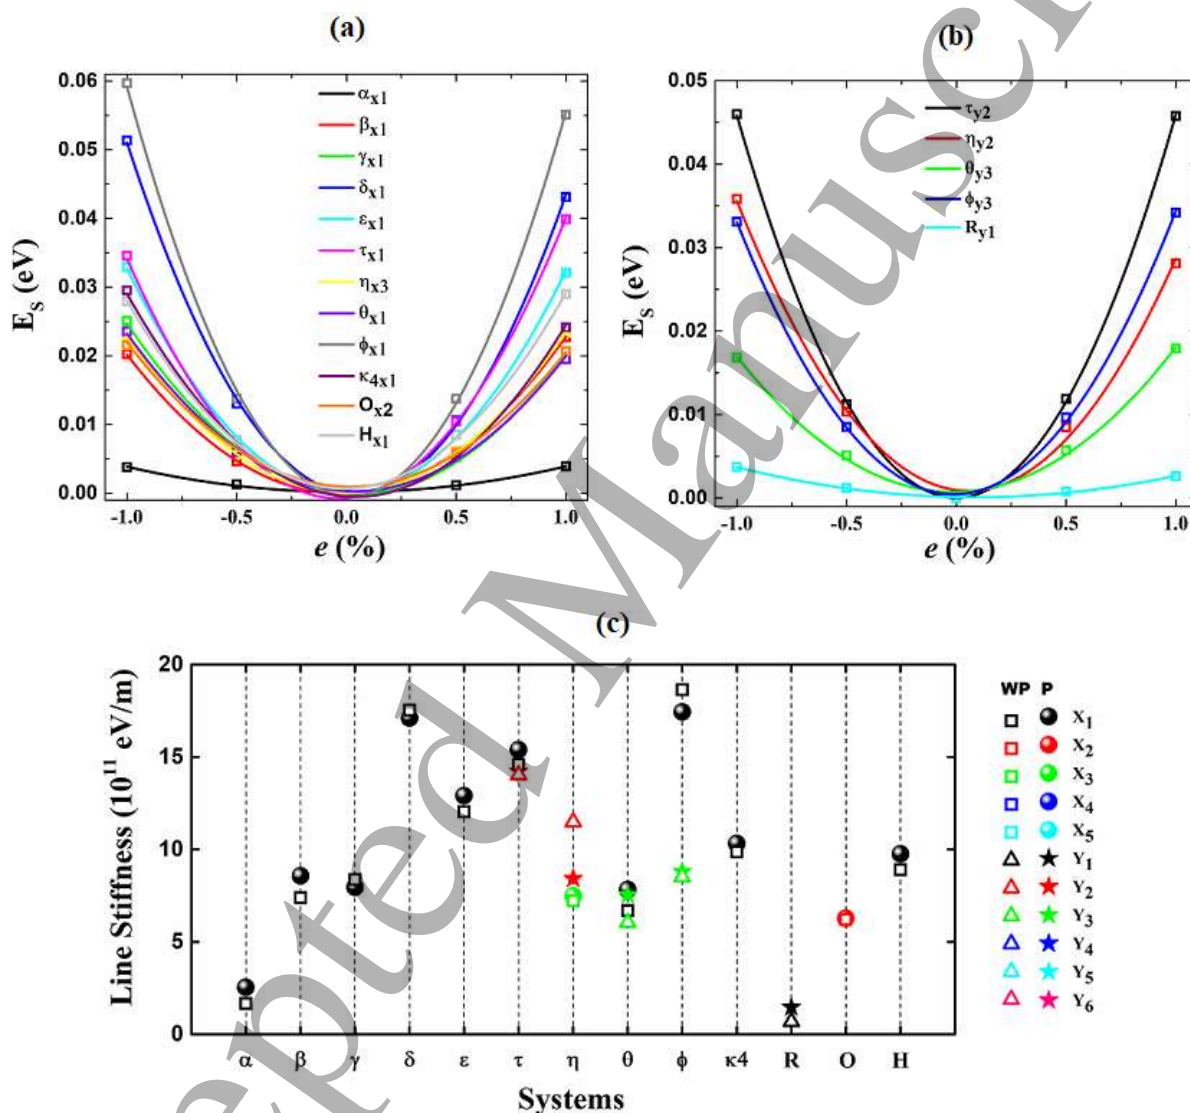 (a)
0.06
0.05
0.04
0.03
0.02
0.01
0.00
E_S (eV)
α_x1
β_x1
γ_x1
δ_x1
ε_x1
τ_x1
η_x3
θ_x1
ϕ_x1
κ_4x1
O_x2
H_x1
-1.0 -0.5 0.0 0.5 1.0
e (%)
(b)
0.05
0.04
0.03
0.02
0.01
0.00
E_S (eV)
τ_y2
η_y2
θ_y3
ϕ_y3
R_y1
-1.0 -0.5 0.0 0.5 1.0
e (%)
(c)
20
15
10
5
0
Line Stiffness (10^11 eV/m)
α β γ δ ε τ η θ ϕ κ4 R O H
Systems
WP P
X_1
X_2
X_3
X_4
X_5
Y_1
Y_2
Y_3
Y_4
Y_5
Y_6
epted Manuscr